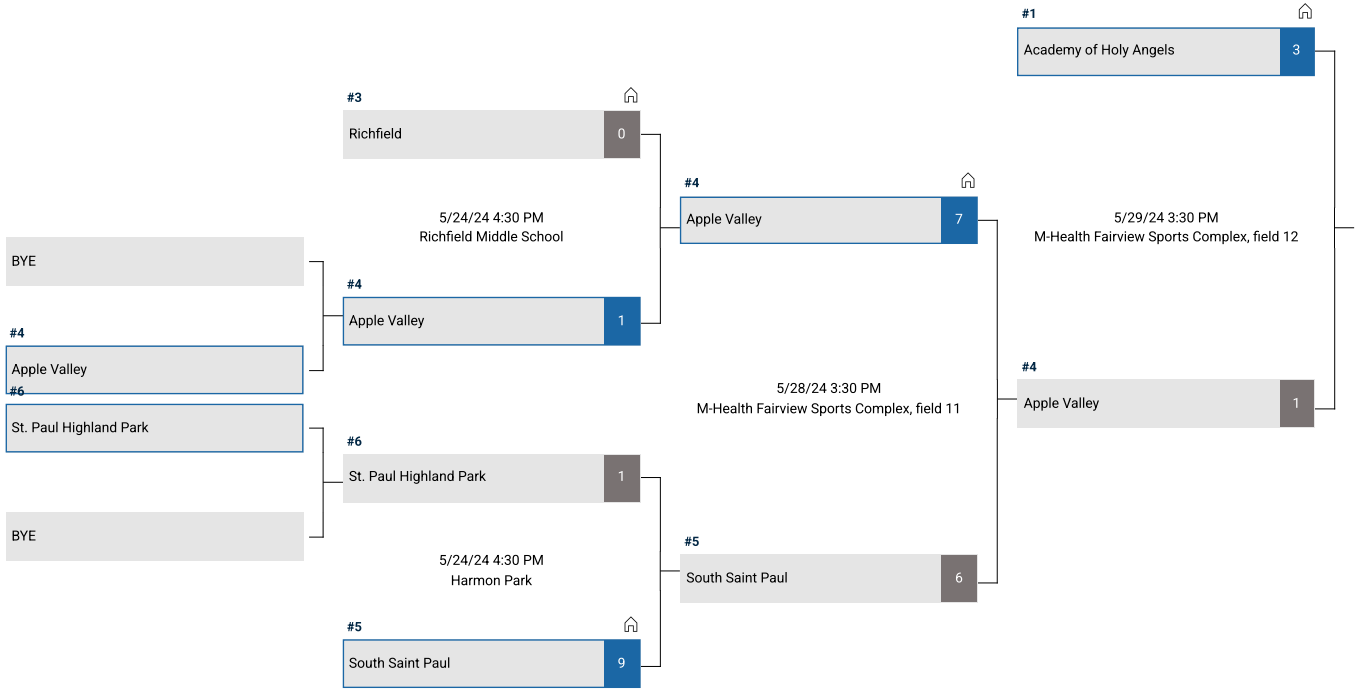 BYE
#4
Apple Valley
#6
St. Paul Highland Park
BYE
#3
Richfield
0
5/24/24 4:30 PM
Richfield Middle School
#4
Apple Valley
1
#6
St. Paul Highland Park
1
5/24/24 4:30 PM
Harmon Park
#5
South Saint Paul
9
#4
Apple Valley
7
5/28/24 3:30 PM
M-Health Fairview Sports Complex, field 11
#5
South Saint Paul
6
#1
Academy of Holy Angels
3
5/29/24 3:30 PM
M-Health Fairview Sports Complex, field 12
#4
Apple Valley
1